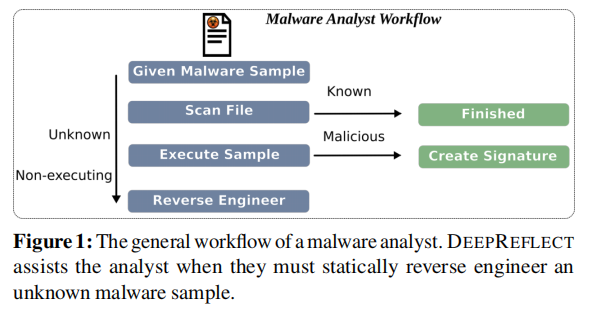 Malware Analyst Workflow
Given Malware Sample
Scan File
Known
Finished
Unknown
Execute Sample
Malicious
Create Signature
Non-executing
Reverse Engineer
Figure 1: The general workflow of a malware analyst. DEEPREFLECT
assists the analyst when they must statically reverse engineer an
unknown malware sample.